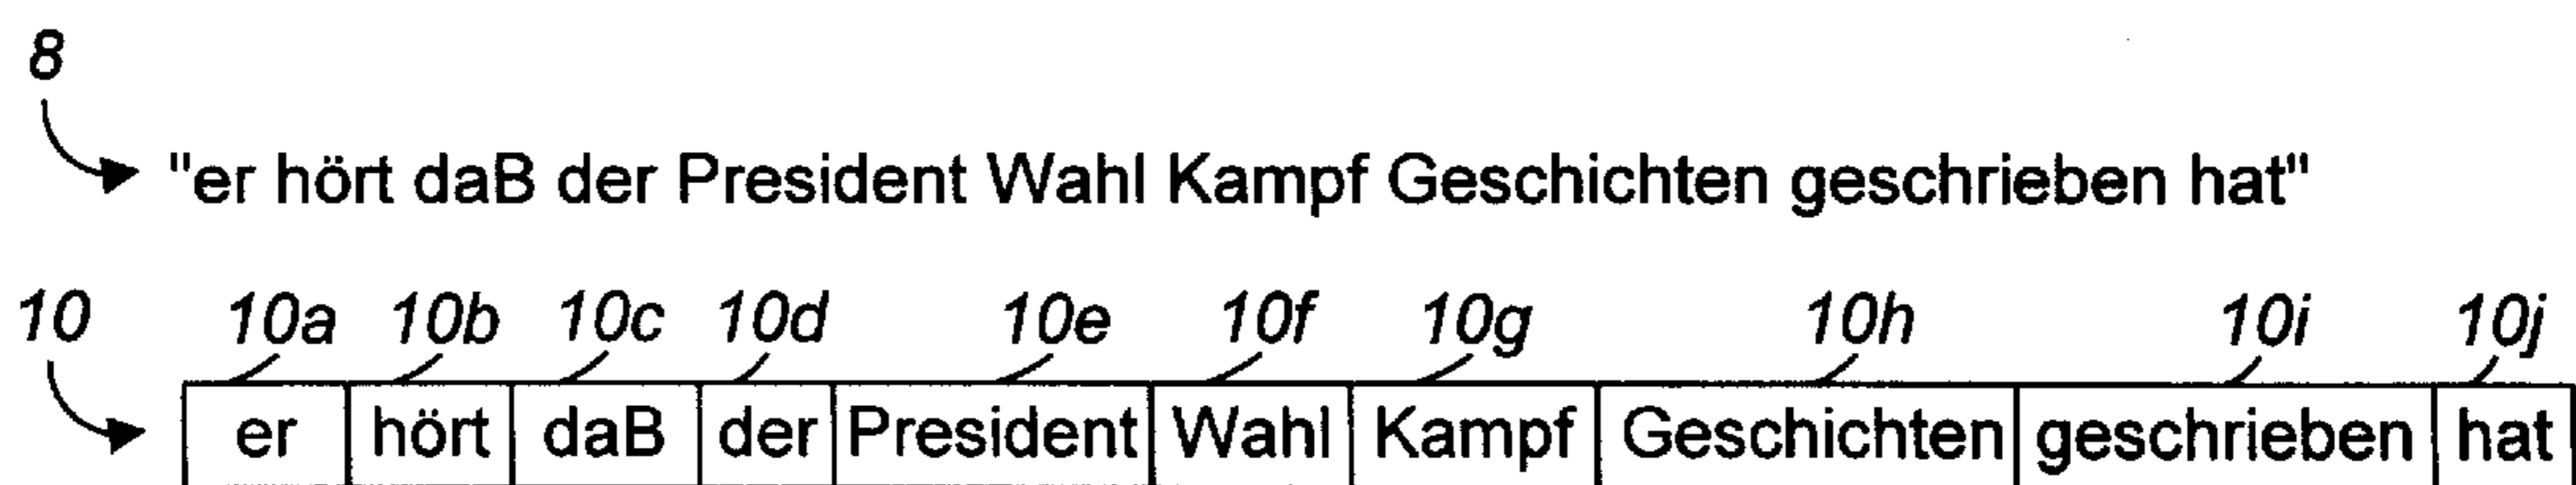 8
"er hört daB der President Wahl Kampf Geschichten geschrieben hat"
10 10a 10b 10c 10d 10e 10f 10g 10h 10i 10j
er hört daB der President Wahl Kampf Geschichten geschrieben hat